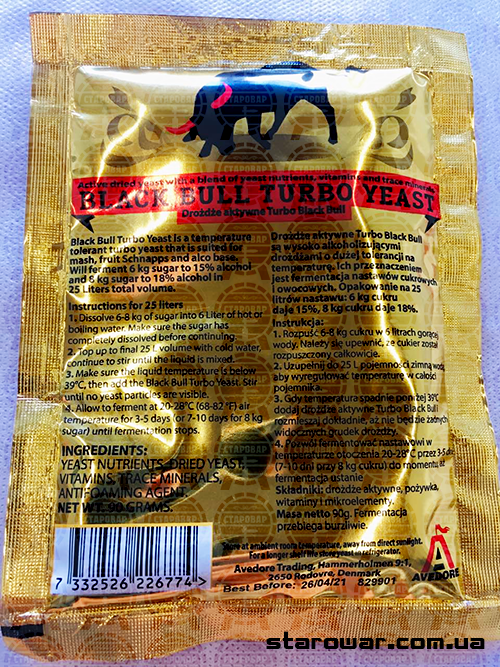 Active dried yeast with a blend of yeast nutrients, vitamins and trace minerals
BLACK BULL TURBO YEAST
Drożdże aktywne Turbo Black Bull
Black Bull Turbo Yeast is a temperature
tolerant turbo yeast that is suited for
mash, fruit Schnapps and alco base.
Will ferment 6 kg sugar to 15% alcohol
and 8 kg sugar to 18% alcohol in
25 Liters total volume.
Instructions for 25 liters
1. Dissolve 6-8 kg of sugar into 6 Liter of hot or
boiling water. Make sure the sugar has
completely dissolved before continuing.
2. Top up to final 25 L volume with cold water,
continue to stir until the liquid is mixed.
3. Make sure the liquid temperature is below
39°C, then add the Black Bull Turbo Yeast. Stir
until no yeast particles are visible.
4. Allow to ferment at 20-28°C (68-82 °F) air
temperature for 3-5 days (or 7-10 days for 8 kg
sugar) until fermentation stops.
INGREDIENTS:
YEAST NUTRIENTS, DRIED YEAST,
VITAMINS, TRACE MINERALS,
ANTIFOAMING AGENT.
NET WT. 90 GRAMS.
Drożdże aktywne Turbo Black Bull
są wysoko alkoholizującymi
drożdżami o dużej tolerancji na
temperaturę. Ich przeznaczeniem
jest fermentacja nastawów cukrowych
i owocowych. Opakowanie na 25
litrów nastawu: 6 kg cukru
daje 15%, 8 kg cukru daje 18%.
Instrukcja:
1. Rozpuść 6-8 kg cukru w 6 litrach gorącej
wody. Należy się upewnić, że cukier został
rozpuszczony całkowicie.
2. Uzupełnij do 25 L pojemności zimną wodą,
aby wyregulować temperaturę w całości
pojemnika.
3. Gdy temperatura spadnie poniżej 39°C
dodaj drożdże aktywne Turbo Black Bull i
rozmieszaj dokładnie, aż nie będzie żadnych
widocznych grudek drożdży.
4. Pozwól fermentować nastawowi w
temperaturze otoczenia 20-28°C przez 3-5 dni
(7-10 dni przy 8 kg cukru) do momentu aż
fermentacja ustanie
Składniki: drożdże aktywne, pożywka,
witaminy i mikroelementy.
Masa netto 90g. Fermentacja
przebiega burzliwie.
Store at ambient room temperature, away from direct sunlight.
For a longer shelf life store yeast in refrigerator.
Avedore Trading, Hammerholmen 9:1,
2650 Rodovre, Denmark
Best Before: 26/04/21 829901
AVEDORE
7 332526 226774 >
СТАРОВАР
starowar.com.ua